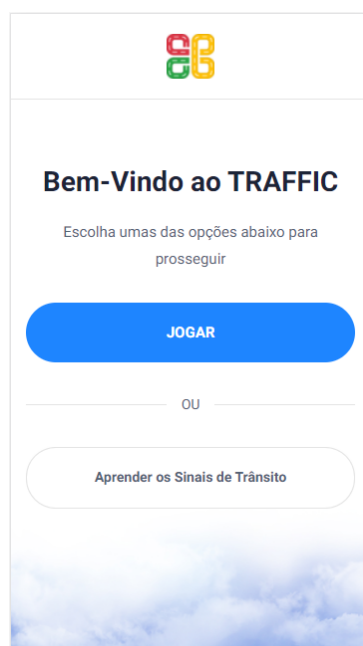 Bem-Vindo ao TRAFFIC
Escolha umas das opções abaixo para
prosseguir
JOGAR
OU
Aprender os Sinais de Trânsito